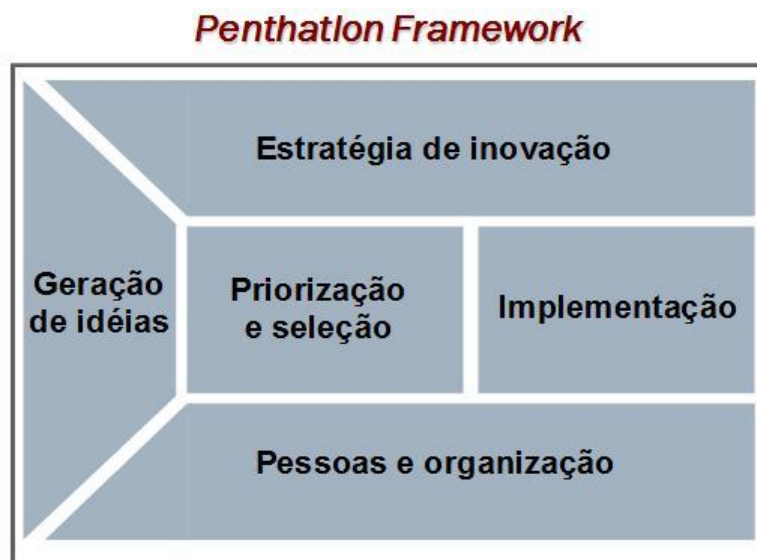 Penthatlon Framework
Estratégia de inovação
Geração
de idéias
Priorização
e seleção
Implementação
Pessoas e organização